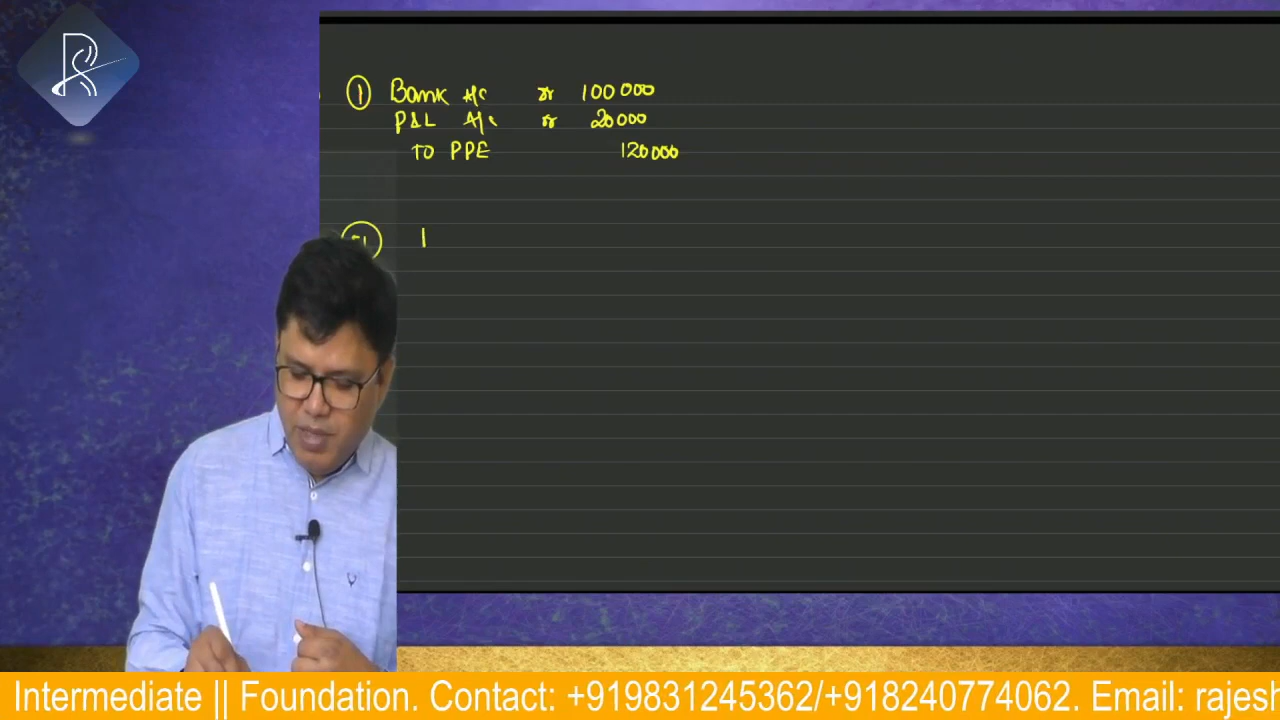 ① Bank A/c Dr 100000
P&L A/c Dr 20000
TO PPE 120000
Intermediate || Foundation. Contact: +919831245362/+918240774062. Email: rajesh